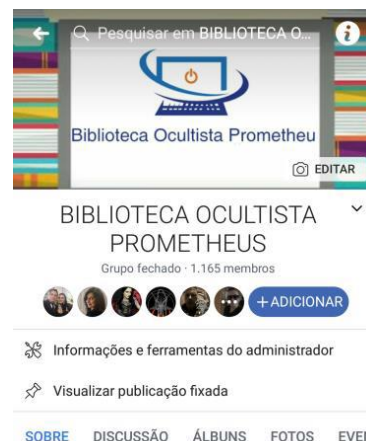 Pesquisar em BIBLIOTECA O...
Biblioteca Ocultista Prometheu
EDITAR
BIBLIOTECA OCULTISTA
PROMETHEUS
Grupo fechado · 1.165 membros
+ ADICIONAR
Informações e ferramentas do administrador
Visualizar publicação fixada
SOBRE DISCUSSÃO ÁLBUNS FOTOS EVE